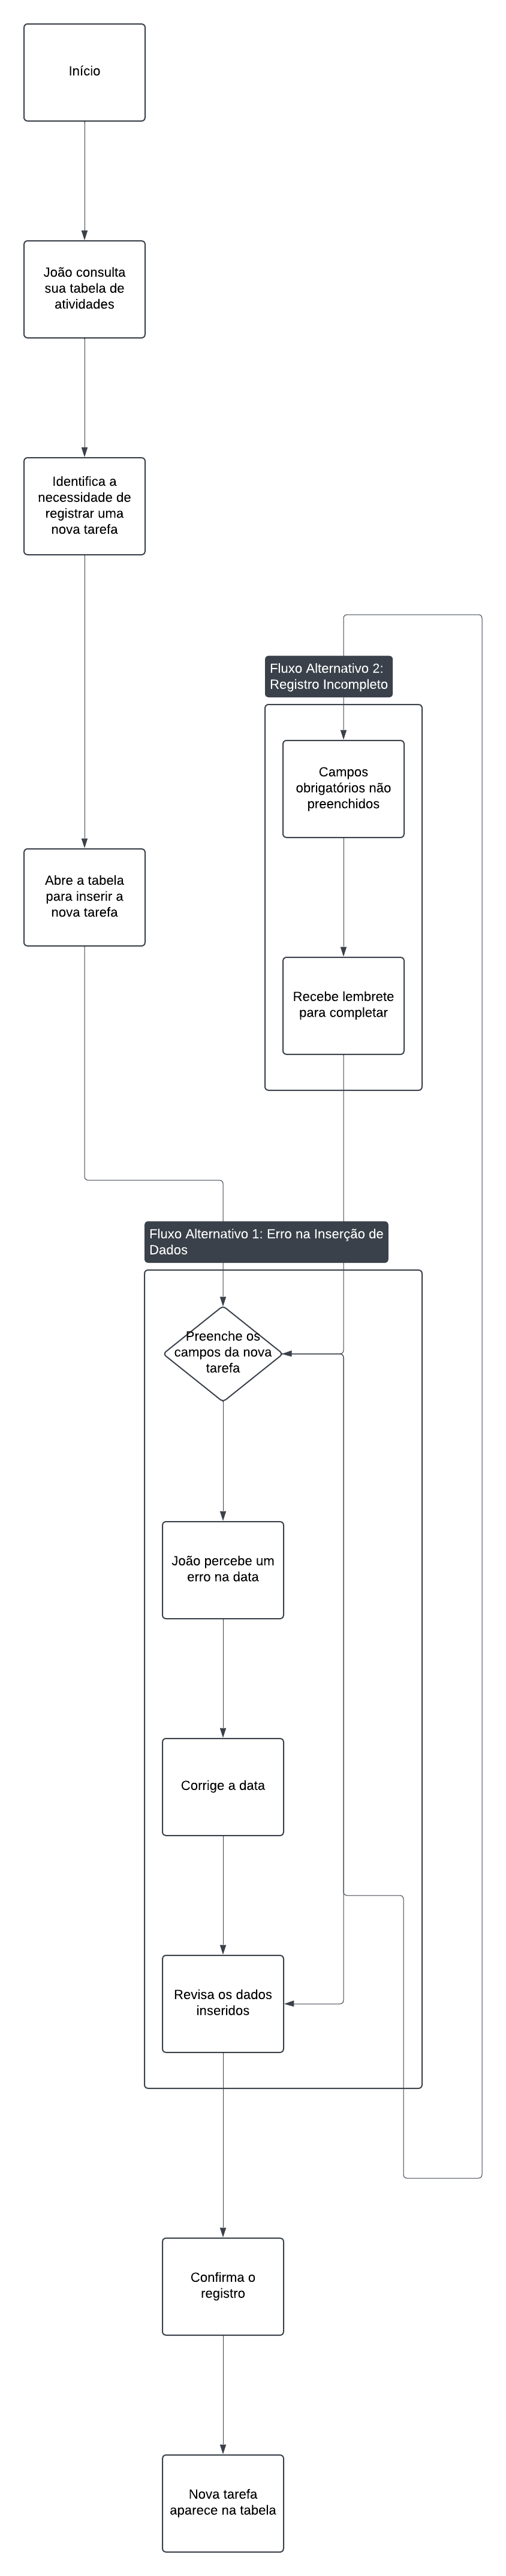 Início
João consulta
sua tabela de
atividades
Identifica a
necessidade de
registrar uma
nova tarefa
Fluxo Alternativo 2:
Registro Incompleto
Campos
obrigatórios não
preenchidos
Abre a tabela
para inserir a
nova tarefa
Recebe lembrete
para completar
Fluxo Alternativo 1: Erro na Inserção de
Dados
Preenche os
campos da nova
tarefa
João percebe um
erro na data
Corrige a data
Revisa os dados
inseridos
Confirma o
registro
Nova tarefa
aparece na tabela